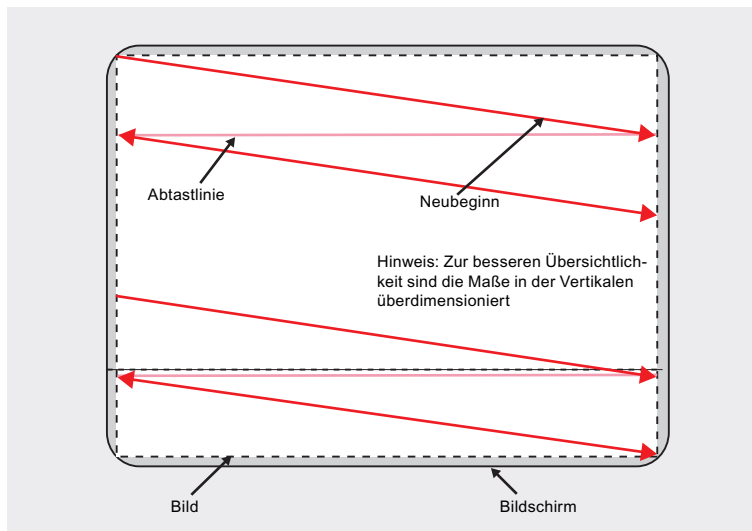 Abtastlinie
Neubeginn
Hinweis: Zur besseren Übersichtlich-
keit sind die Maße in der Vertikalen
überdimensioniert
Bild
Bildschirm